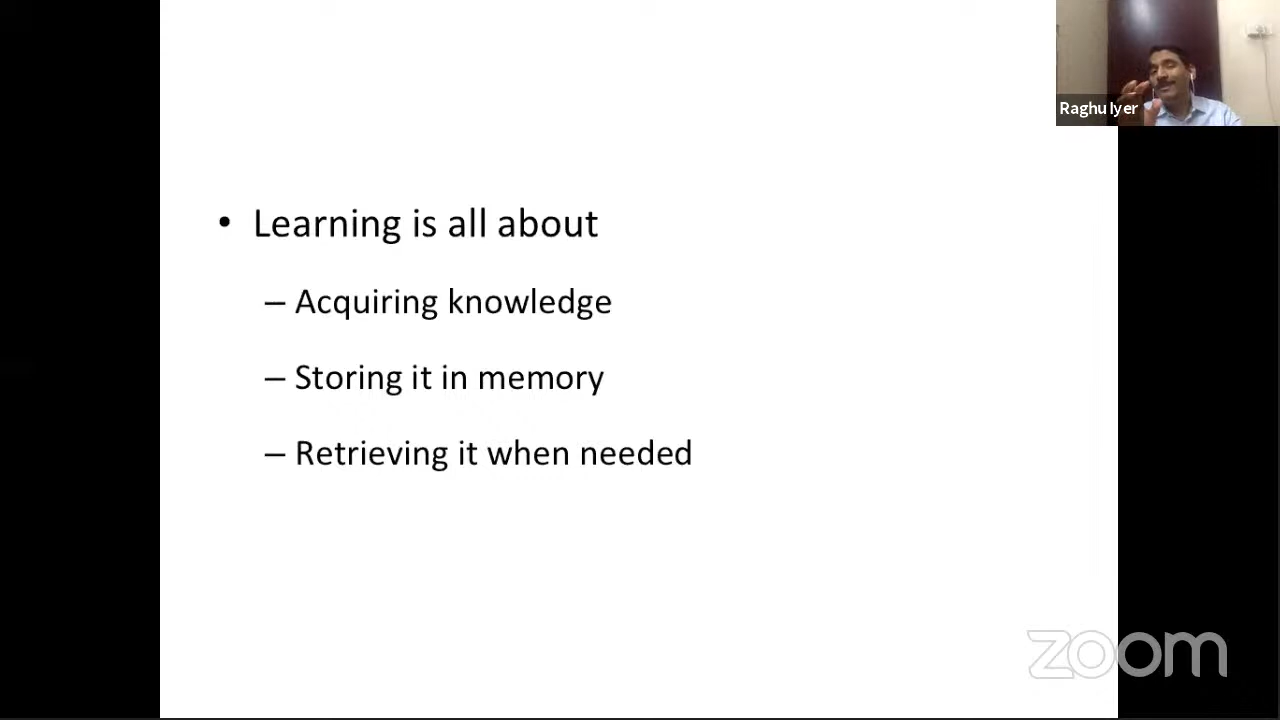 Raghu Iyer
• Learning is all about
– Acquiring knowledge
– Storing it in memory
– Retrieving it when needed
zoom